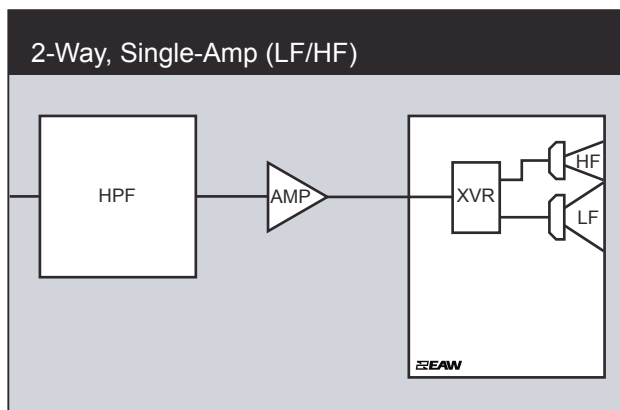 2-Way, Single-Amp (LF/HF)
HPF
AMP
XVR
HF
LF
EAW